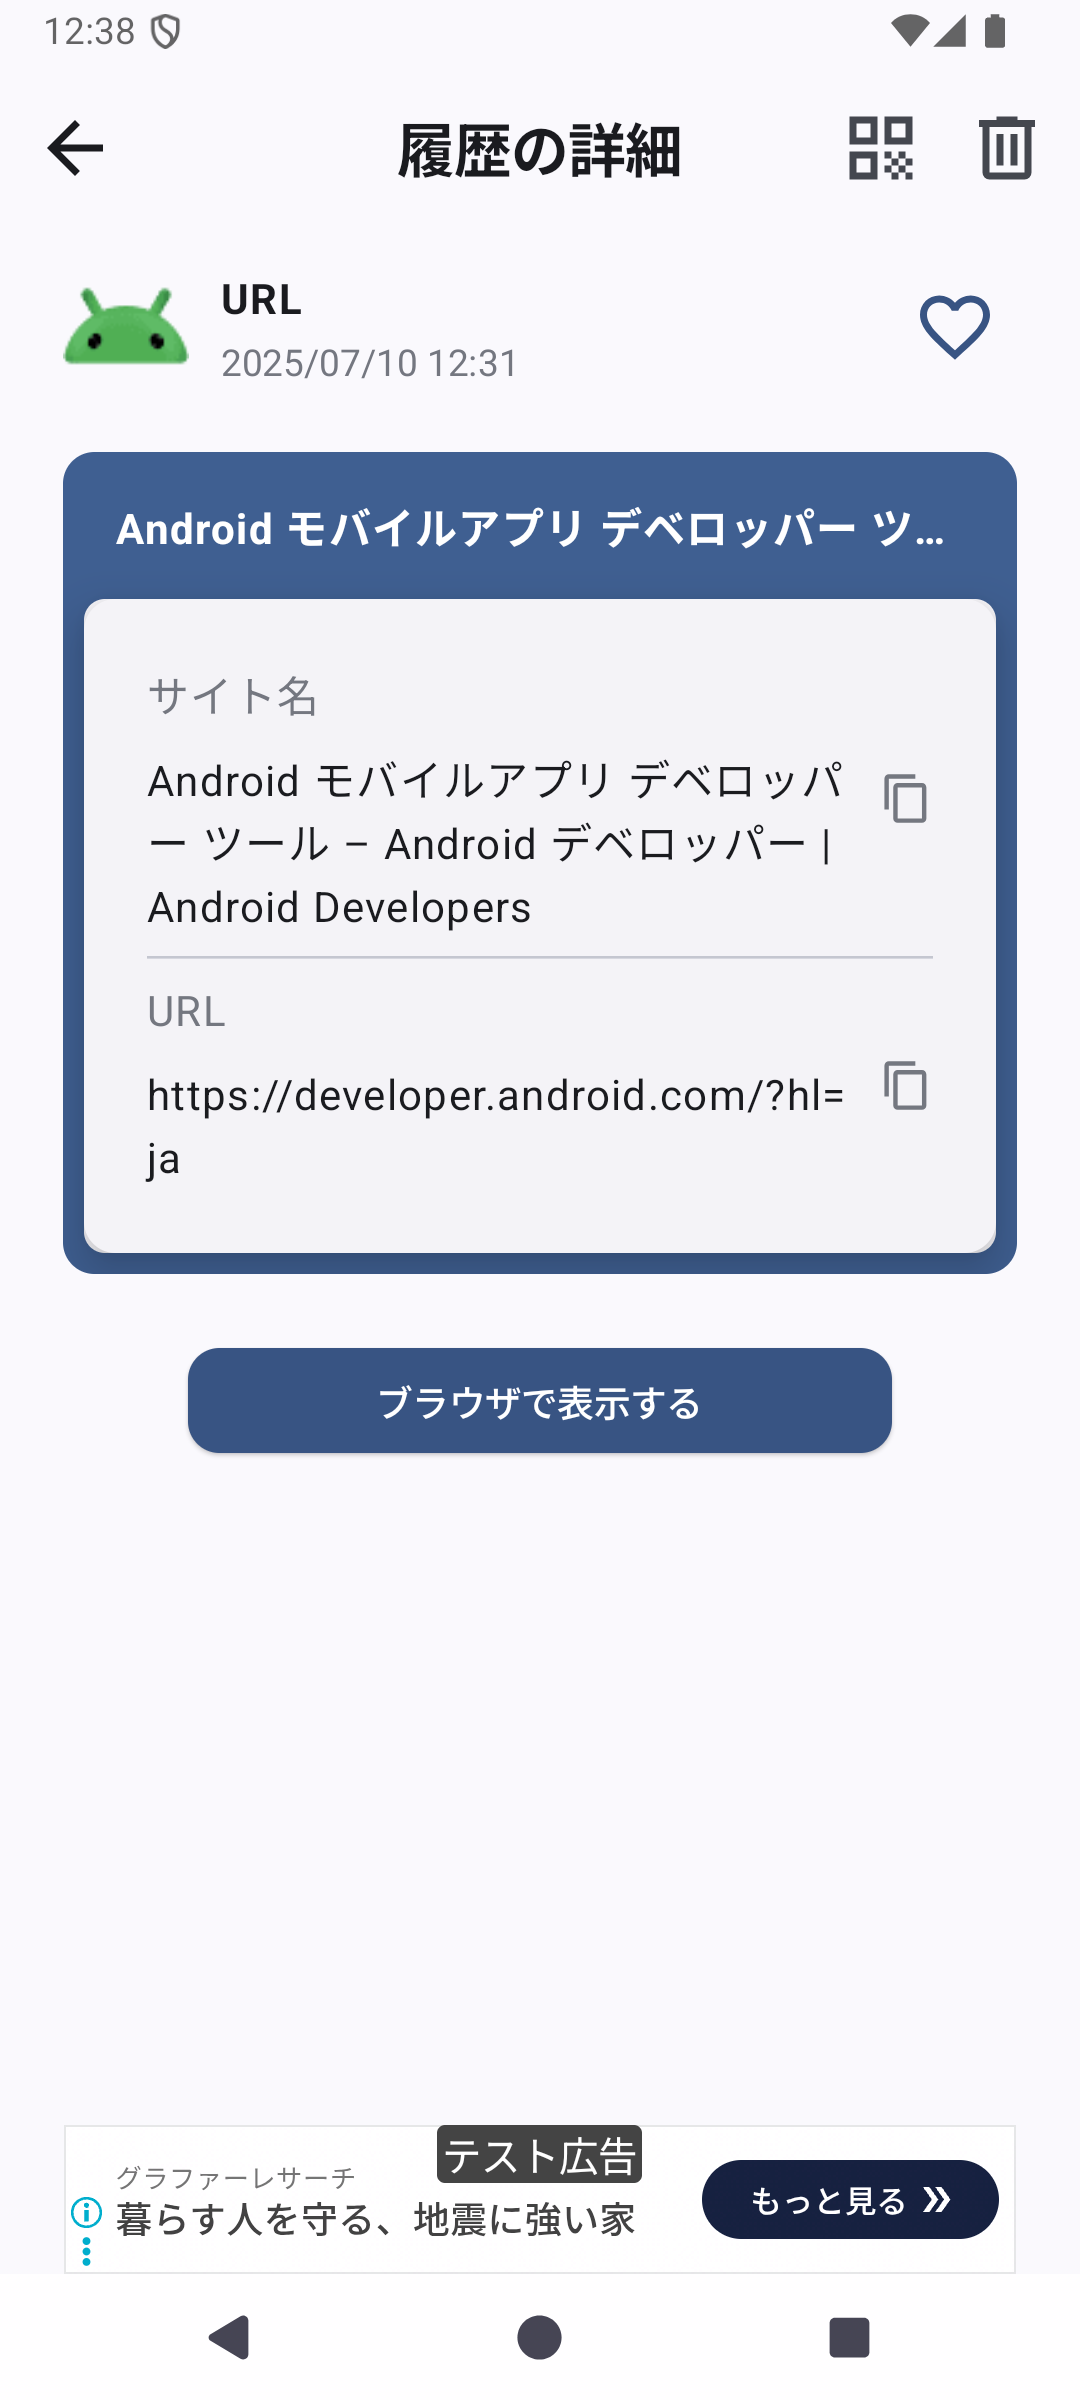 12:38
履歴の詳細
URL
2025/07/10 12:31
Android モバイルアプリ デベロッパー ツ…
サイト名
Android モバイルアプリ デベロッパ
ー ツール – Android デベロッパー |
Android Developers
URL
https://developer.android.com/?hl=
ja
ブラウザで表示する
テスト広告
グラファーレサーチ
暮らす人を守る、地震に強い家
もっと見る